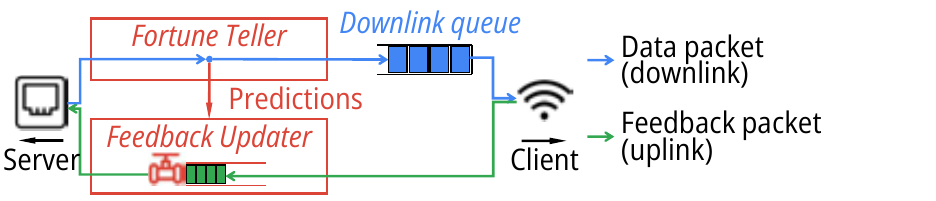 Fortune Teller
Downlink queue
Data packet
(downlink)
Predictions
Feedback Updater
Feedback packet
(uplink)
Server
Client